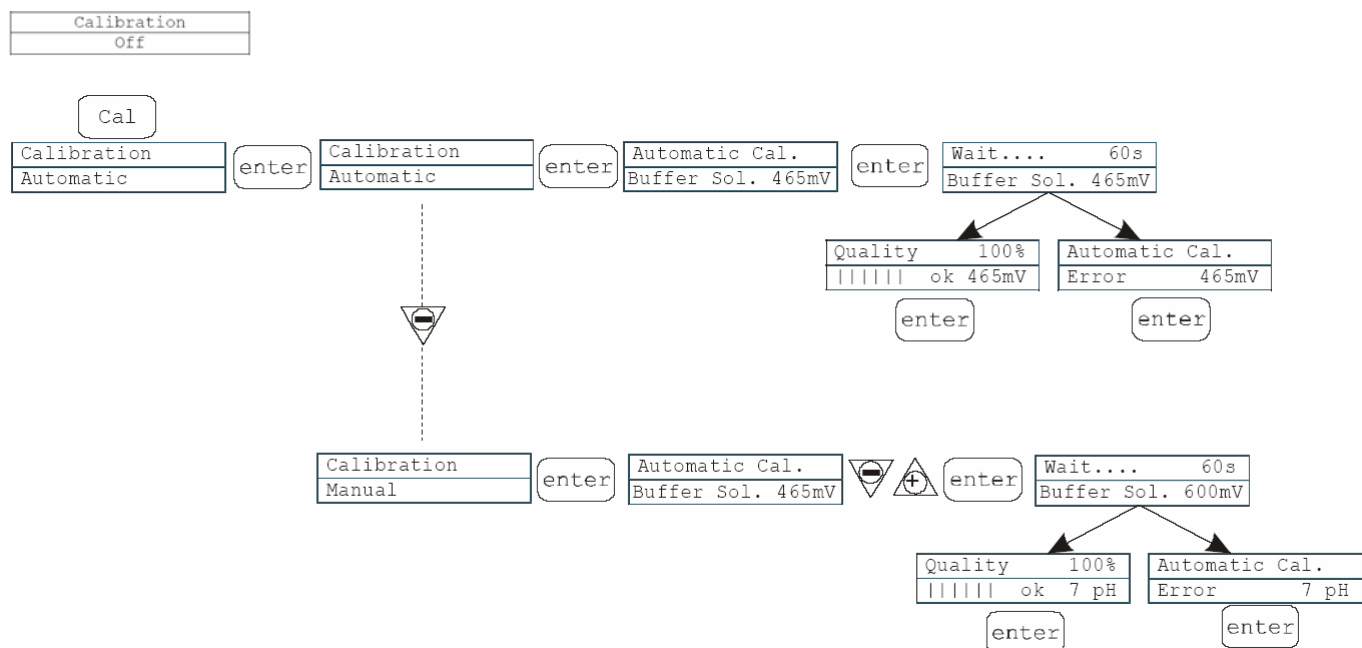 Calibration
Off
Cal
Calibration
Automatic
enter
Calibration
Automatic
enter
Automatic Cal.
Buffer Sol. 465mV
enter
Wait.... 60s
Buffer Sol. 465mV
Quality 100%
|||||| ok 465mV
enter
Automatic Cal.
Error 465mV
enter
Calibration
Manual
enter
Automatic Cal.
Buffer Sol. 465mV
enter
Wait.... 60s
Buffer Sol. 600mV
Quality 100%
|||||| ok 7 pH
enter
Automatic Cal.
Error 7 pH
enter